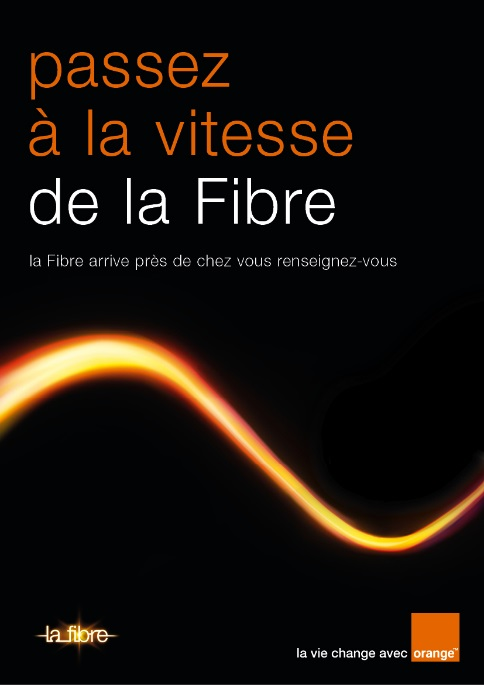 passez
à la vitesse
de la Fibre
la Fibre arrive près de chez vous renseignez-vous
la fibre
la vie change avec orange™